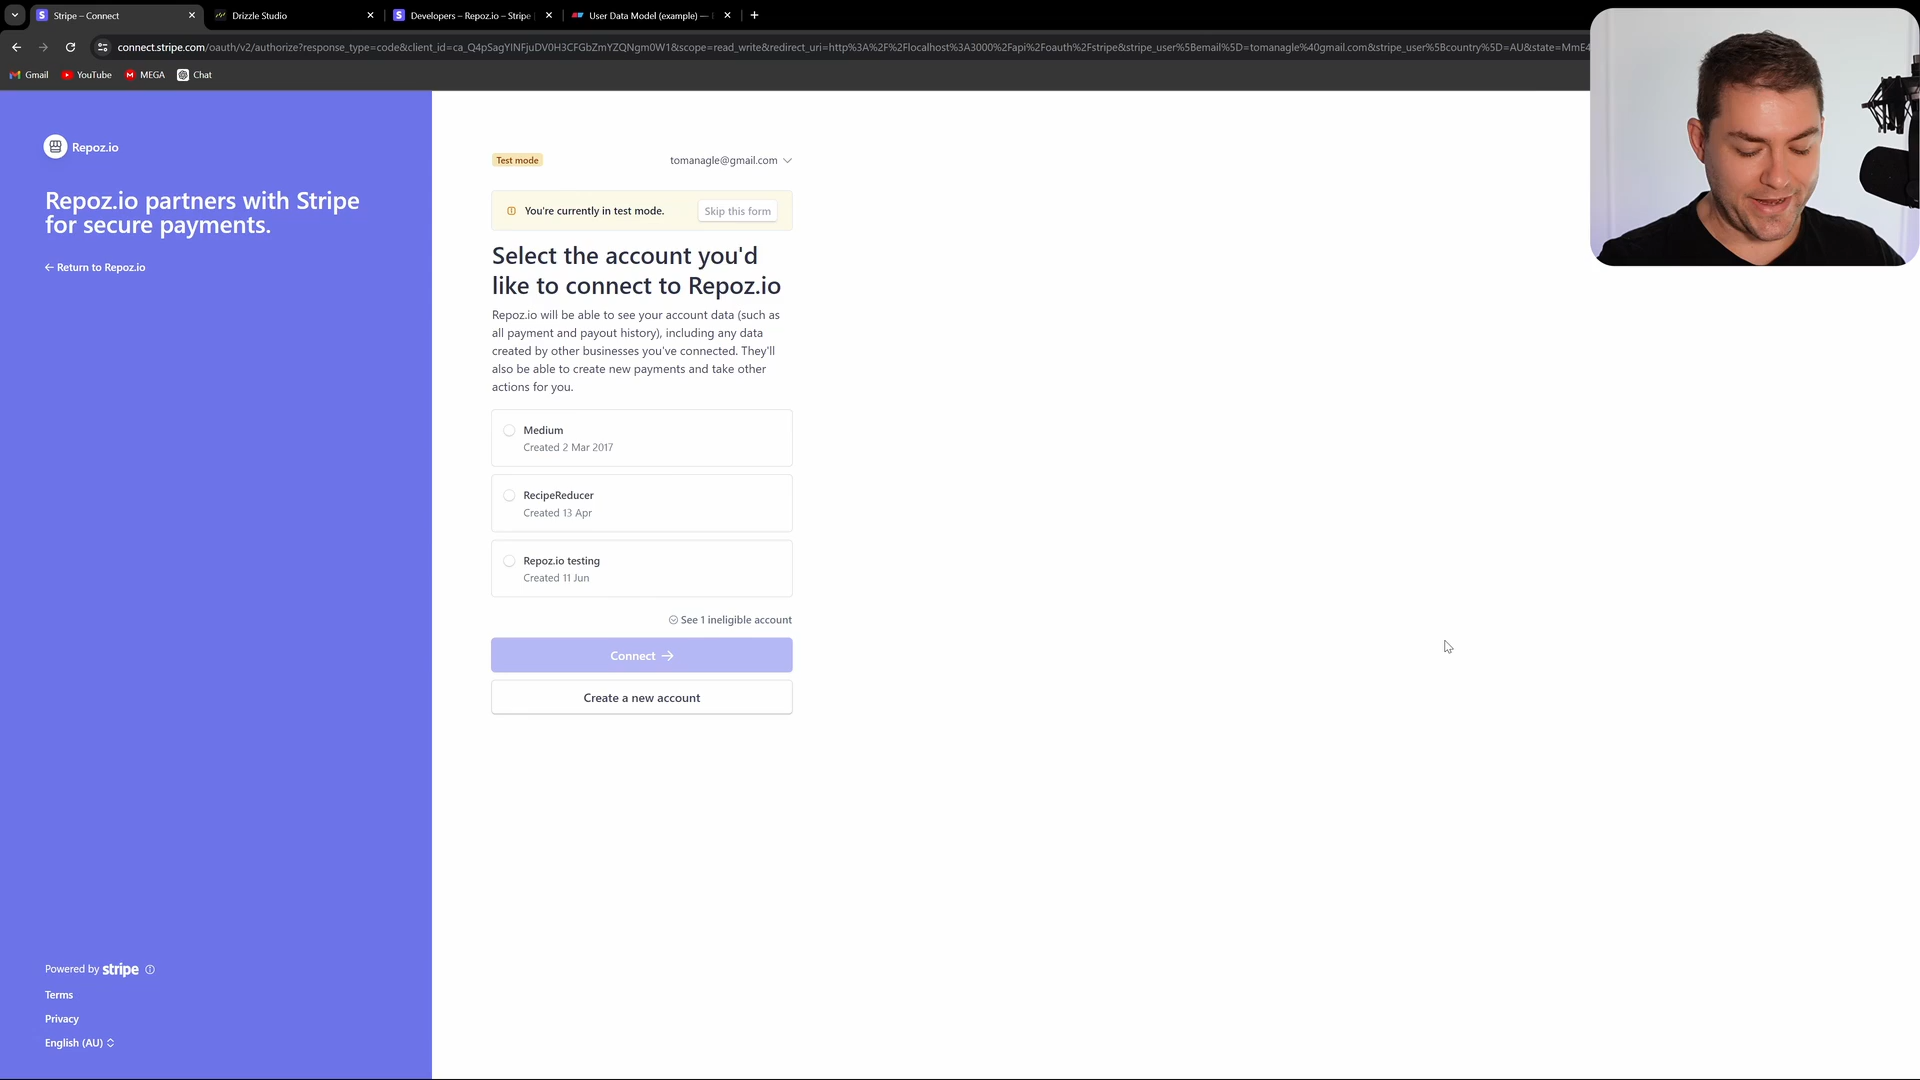 Stripe – Connect
Drizzle Studio
Developers – Repoz.io – Stripe
User Data Model (example) —
connect.stripe.com/oauth/v2/authorize?response_type=code&client_id=ca_Q4pSagYINFjuDV0H3CFGbZmYZQNgm0W1&scope=read_write&redirect_uri=http%3A%2F%2Flocalhost%3A3000%2Fapi%2Foauth%2Fstripe&stripe_user%5Bemail%5D=tomanagle%40gmail.com&stripe_user%5Bcountry%5D=AU&state=MmE4
Gmail
YouTube
MEGA
Chat
Repoz.io
Repoz.io partners with Stripe
for secure payments.
← Return to Repoz.io
Test mode
tomanagle@gmail.com
You're currently in test mode.
Skip this form
Select the account you'd
like to connect to Repoz.io
Repoz.io will be able to see your account data (such as
all payment and payout history), including any data
created by other businesses you've connected. They'll
also be able to create new payments and take other
actions for you.
Medium
Created 2 Mar 2017
RecipeReducer
Created 13 Apr
Repoz.io testing
Created 11 Jun
See 1 ineligible account
Connect →
Create a new account
Powered by stripe
Terms
Privacy
English (AU)